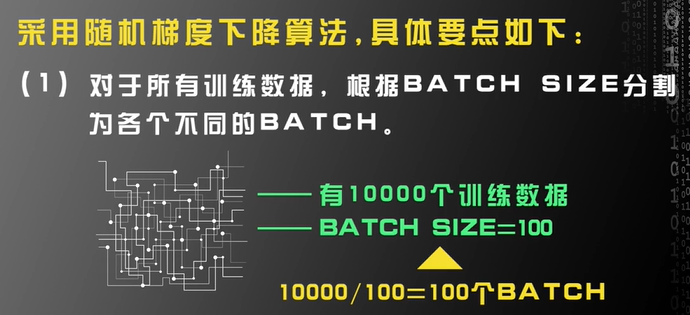 采用随机梯度下降算法,具体要点如下：
（1）对于所有训练数据，根据BATCH SIZE分割
为各个不同的BATCH。
有10000个训练数据
BATCH SIZE=100
10000/100=100个BATCH